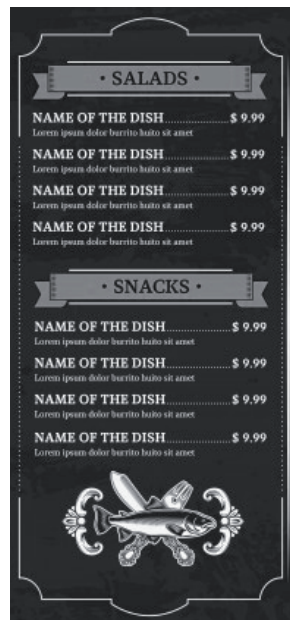 • SALADS •
NAME OF THE DISH..................$ 9.99
Lorem ipsum dolor burrito huito sit amet
NAME OF THE DISH..................$ 9.99
Lorem ipsum dolor burrito huito sit amet
NAME OF THE DISH..................$ 9.99
Lorem ipsum dolor burrito huito sit amet
NAME OF THE DISH..................$ 9.99
Lorem ipsum dolor burrito huito sit amet
• SNACKS •
NAME OF THE DISH..................$ 9.99
Lorem ipsum dolor burrito huito sit amet
NAME OF THE DISH..................$ 9.99
Lorem ipsum dolor burrito huito sit amet
NAME OF THE DISH..................$ 9.99
Lorem ipsum dolor burrito huito sit amet
NAME OF THE DISH..................$ 9.99
Lorem ipsum dolor burrito huito sit amet